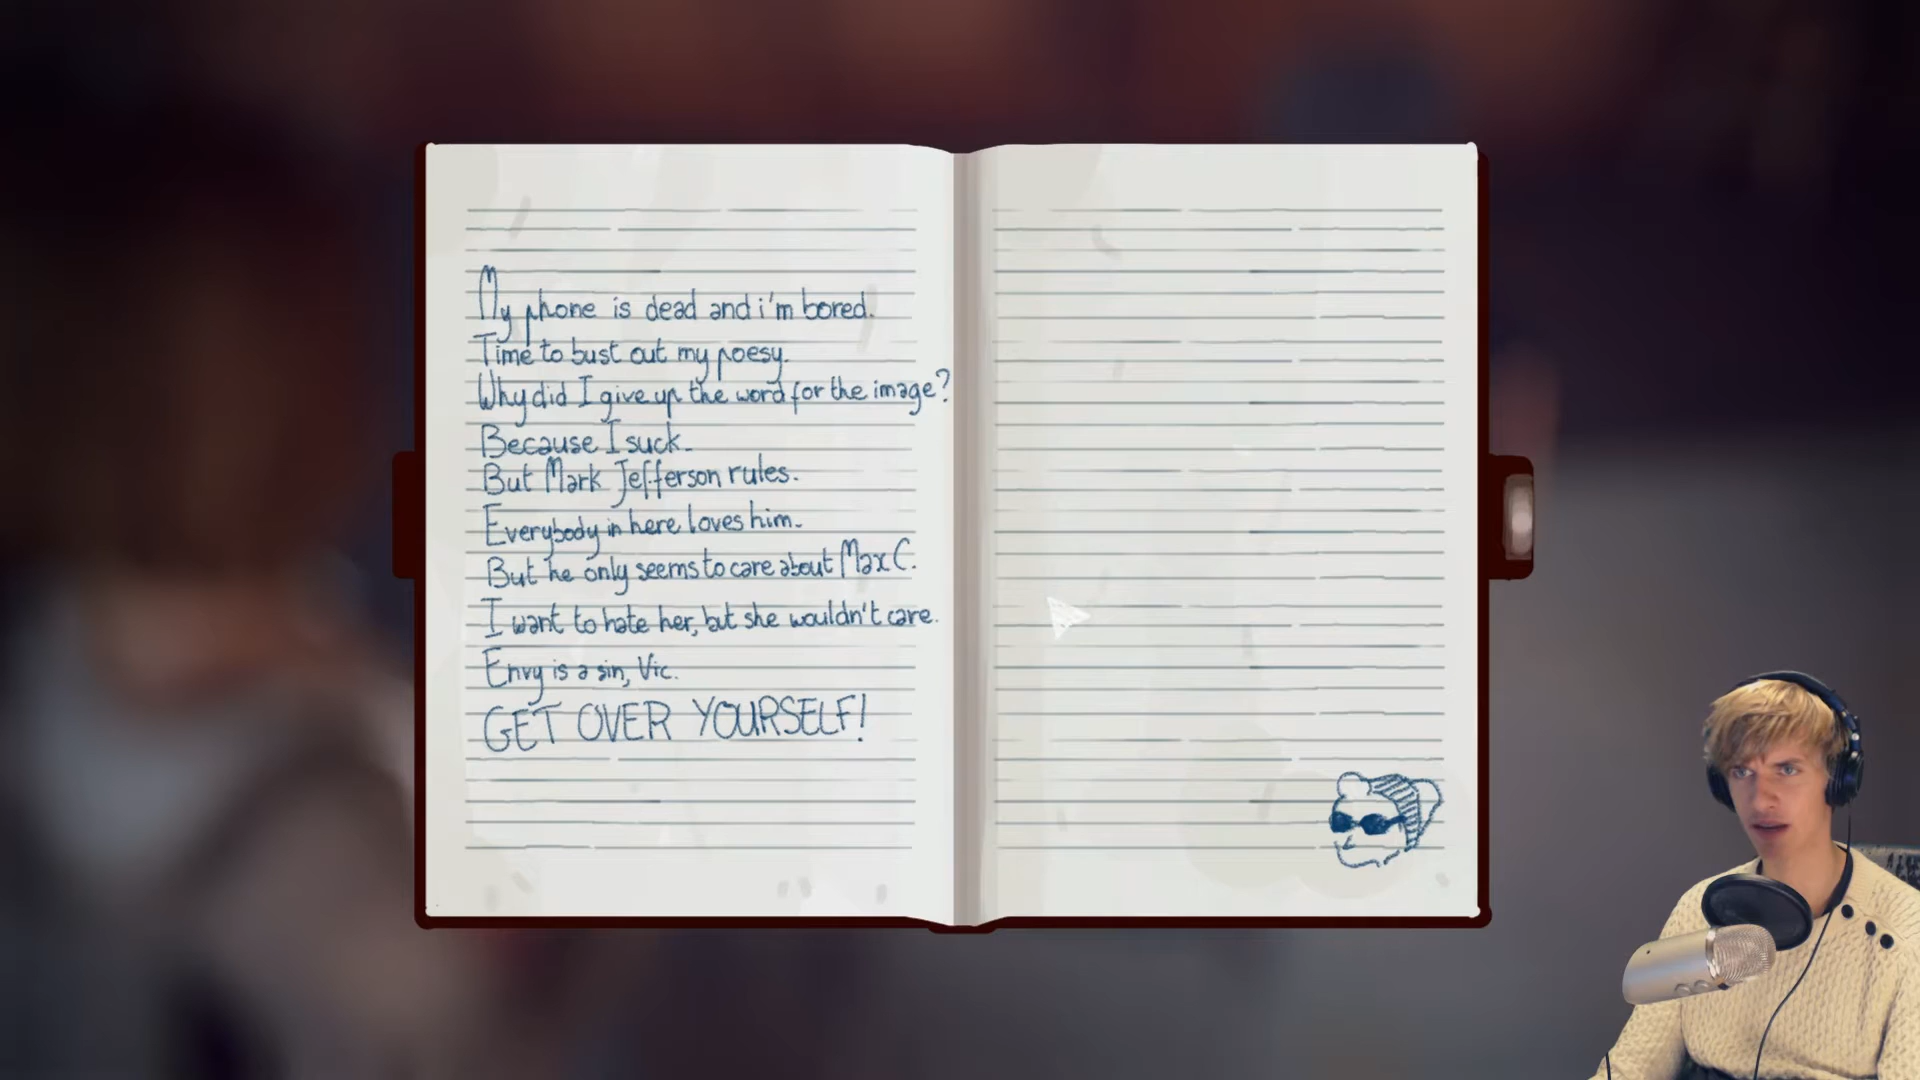 My phone is dead and i'm bored.
Time to bust out my poesy.
Why did I give up the word for the image?
Because I suck.
But Mark Jefferson rules.
Everybody in here loves him.
But he only seems to care about Max C.
I want to hate her, but she wouldn't care.
Envy is a sin, Vic.
GET OVER YOURSELF!